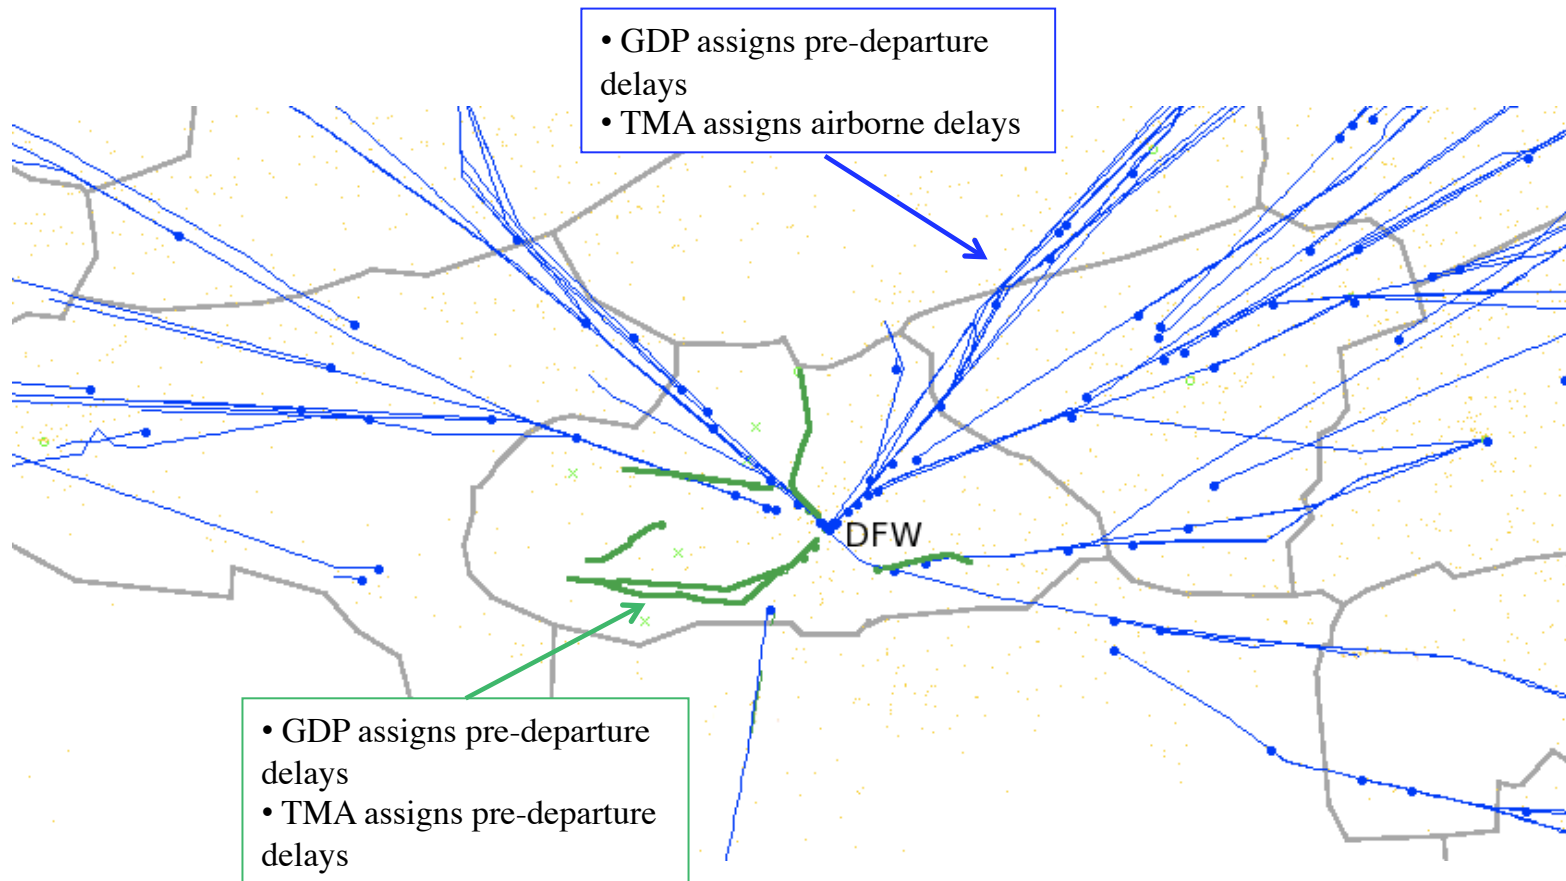 • GDP assigns pre-departure
delays
• TMA assigns airborne delays
DFW
• GDP assigns pre-departure
delays
• TMA assigns pre-departure
delays